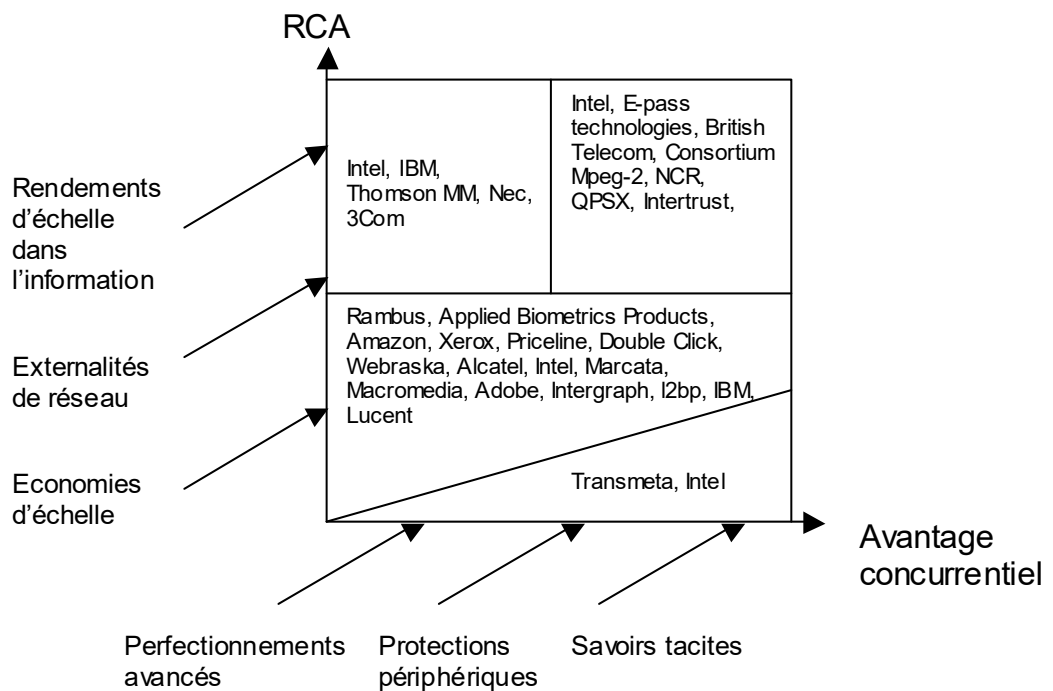 RCA
Intel, IBM,
Thomson MM, Nec,
3Com
Intel, E-pass
technologies, British
Telecom, Consortium
Mpeg-2, NCR,
QPSX, Intertrust,
Rendements
d'échelle
dans
l'information
Rambus, Applied Biometrics Products,
Amazon, Xerox, Priceline, Double Click,
Webraska, Alcatel, Intel, Marcata,
Macromedia, Adobe, Intergraph, I2bp, IBM,
Lucent
Externalités
de réseau
Transmeta, Intel
Economies
d'échelle
Avantage
concurrentiel
Perfectionnements
avancés
Protections
périphériques
Savoirs tacites